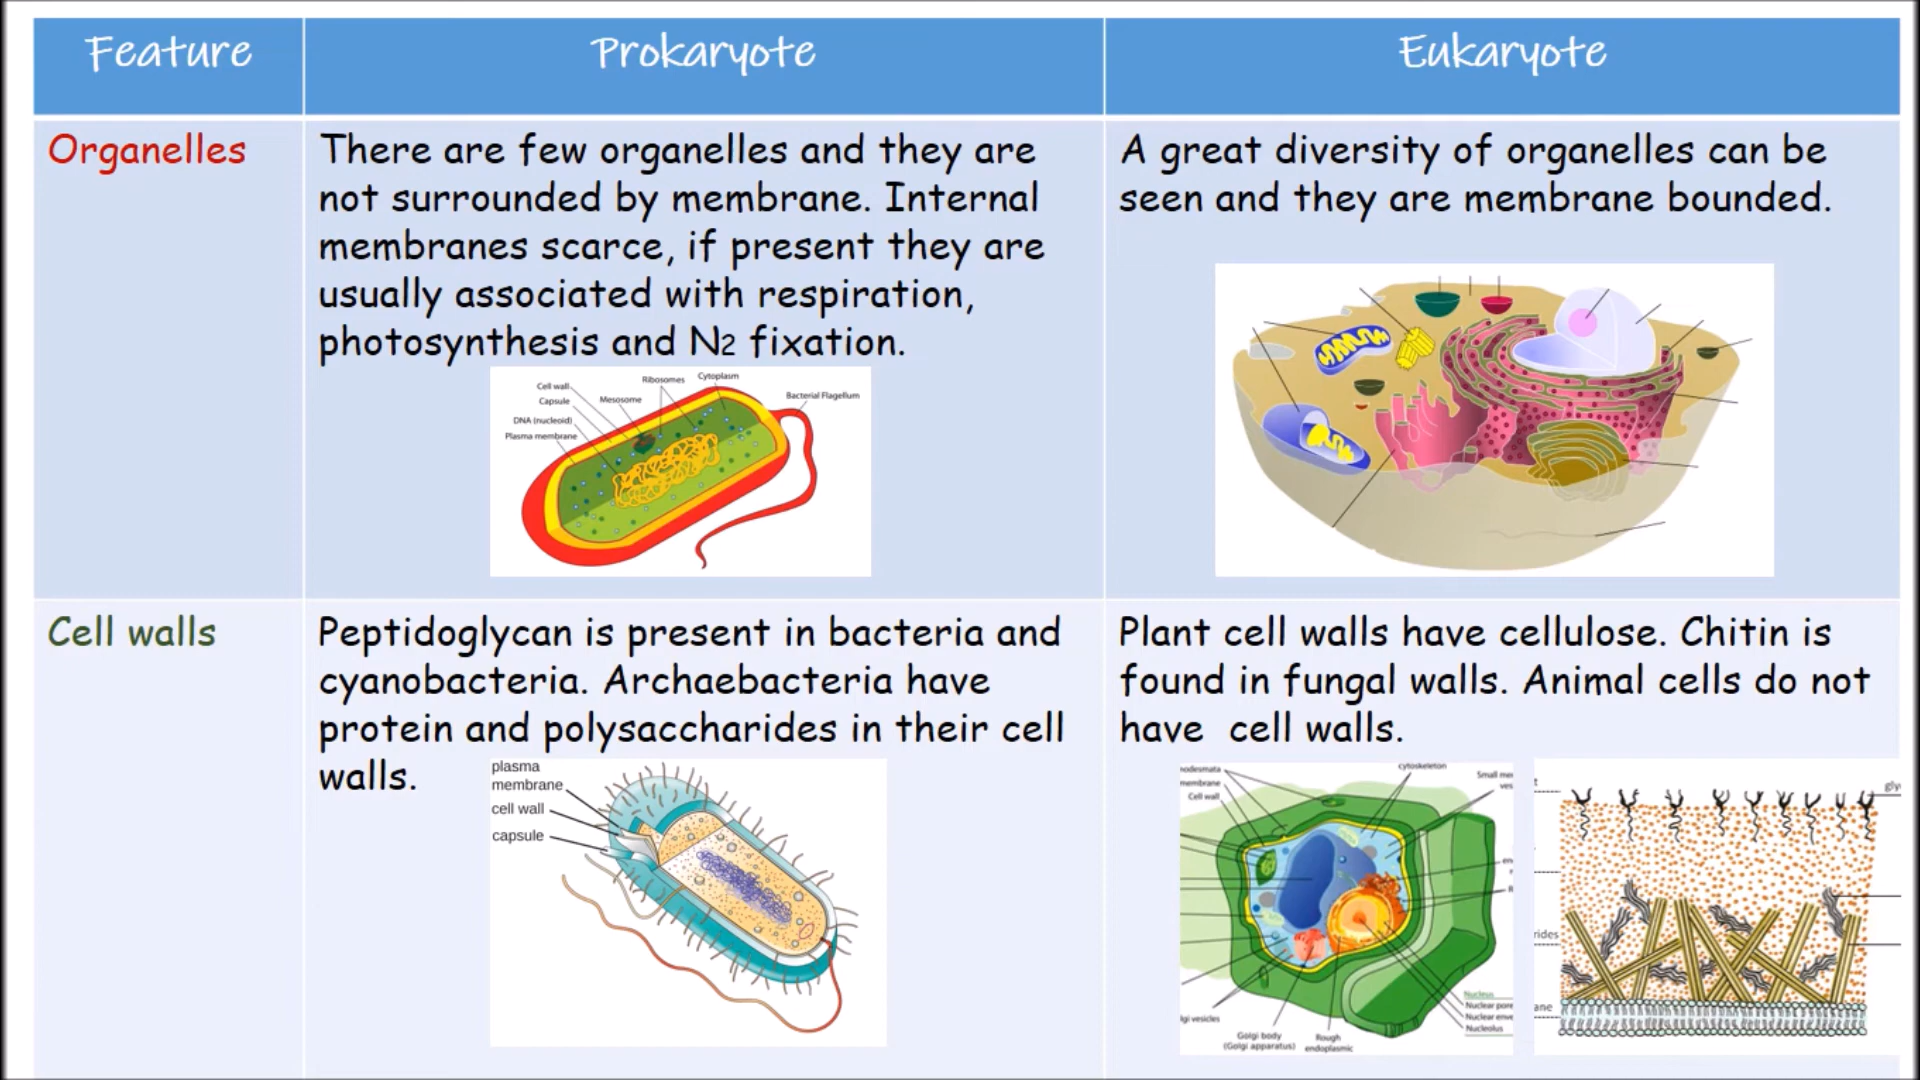 Feature
Prokaryote
Eukaryote
Organelles
There are few organelles and they are
not surrounded by membrane. Internal
membranes scarce, if present they are
usually associated with respiration,
photosynthesis and N2 fixation.
Cell wall
Capsule
DNA (nucleoid)
Plasma membrane
Mesosome
Ribosomes
Cytoplasm
Bacterial Flagellum
A great diversity of organelles can be
seen and they are membrane bounded.
Cell walls
Peptidoglycan is present in bacteria and
cyanobacteria. Archaebacteria have
protein and polysaccharides in their cell
walls.
plasma
membrane
cell wall
capsule
Plant cell walls have cellulose. Chitin is
found in fungal walls. Animal cells do not
have cell walls.
membrane
Cell wall
cytoskeleton
Nucleus
Nuclear pore
Nucleolus
Golgi body
(Golgi apparatus)
Rough
endoplasmic